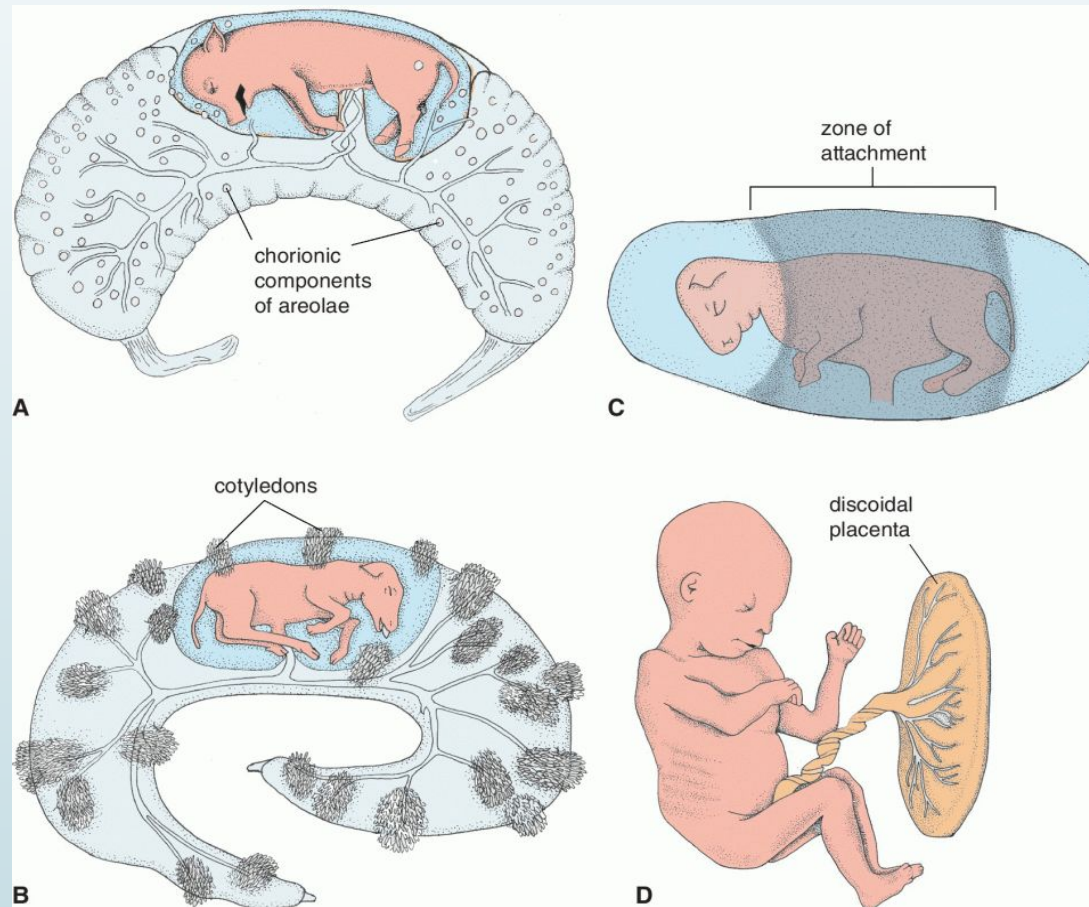 chorionic
components
of areolae
A
zone of
attachment
C
cotyledons
B
discoidal
placenta
D